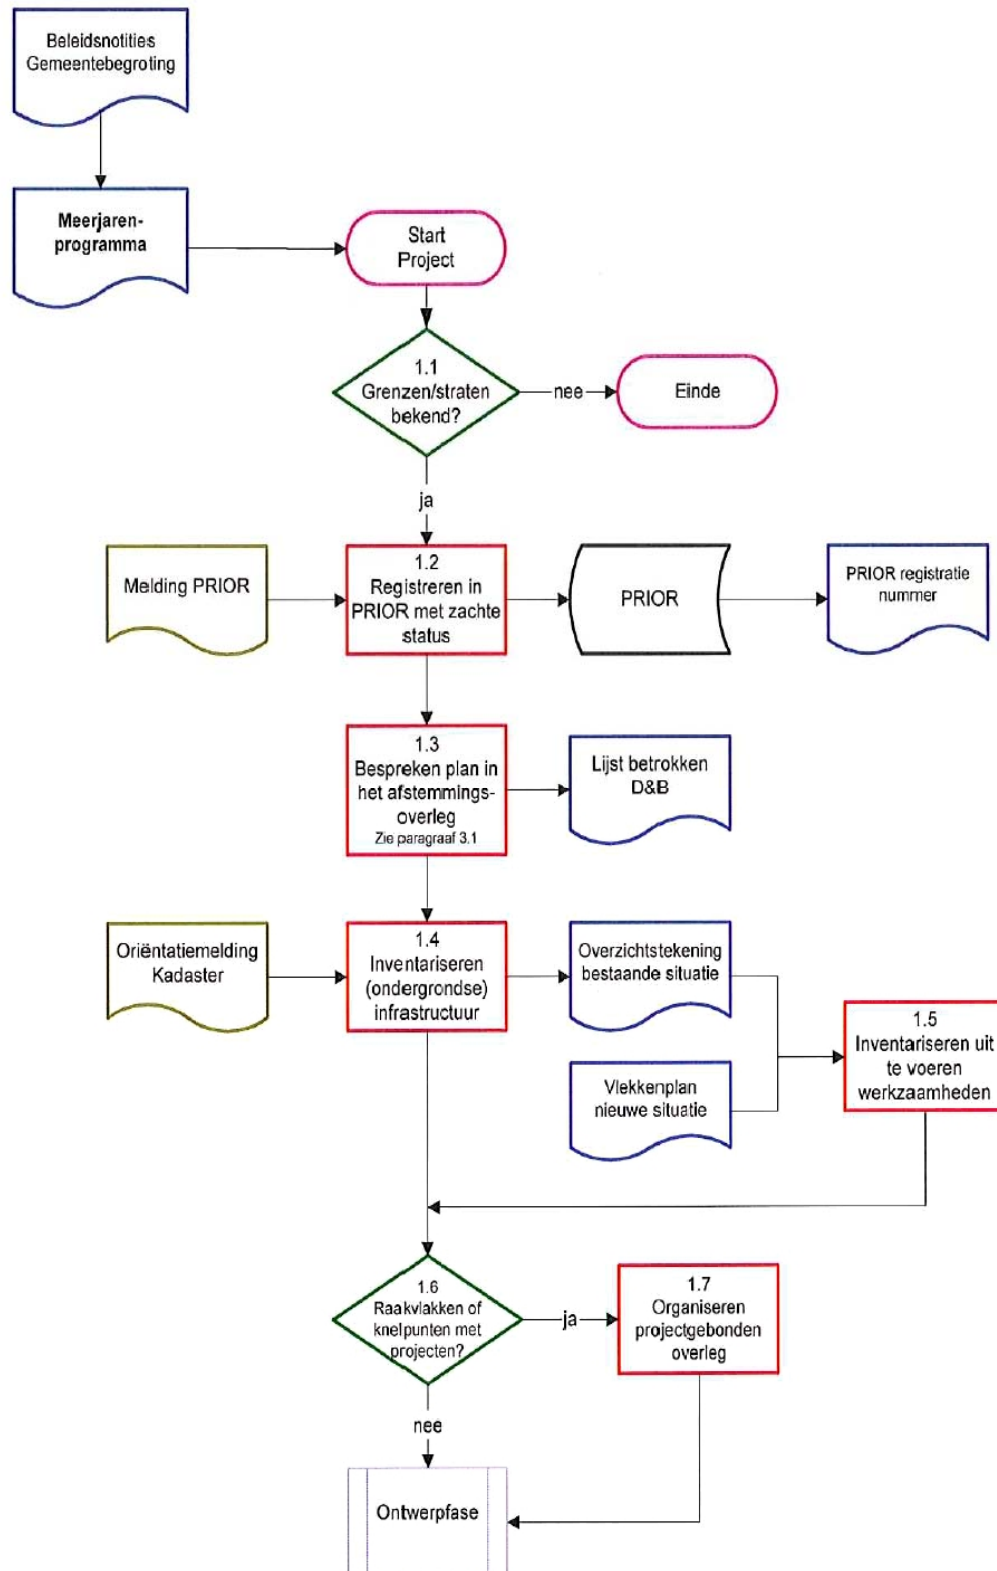 Beleidsnotities
Gemeentebegroting
Meerjaren-
programma
Start
Project
1.1
Grenzen/straten
bekend?
nee
Einde
ja
Melding PRIOR
1.2
Registreren in
PRIOR met zachte
status
PRIOR
PRIOR registratie
nummer
1.3
Bespreken plan in
het afstemmings-
overleg
Zie paragraaf 3.1
Lijst betrokken
D&B
Oriëntatiemelding
Kadaster
1.4
Inventariseren
(ondergrondse)
infrastructuur
Overzichtstekening
bestaande situatie
1.5
Inventariseren uit
te voeren
werkzaamheden
Vlekkenplan
nieuwe situatie
1.6
Raakvlakken of
knelpunten met
projecten?
ja
1.7
Organiseren
projectgebonden
overleg
nee
Ontwerpfase